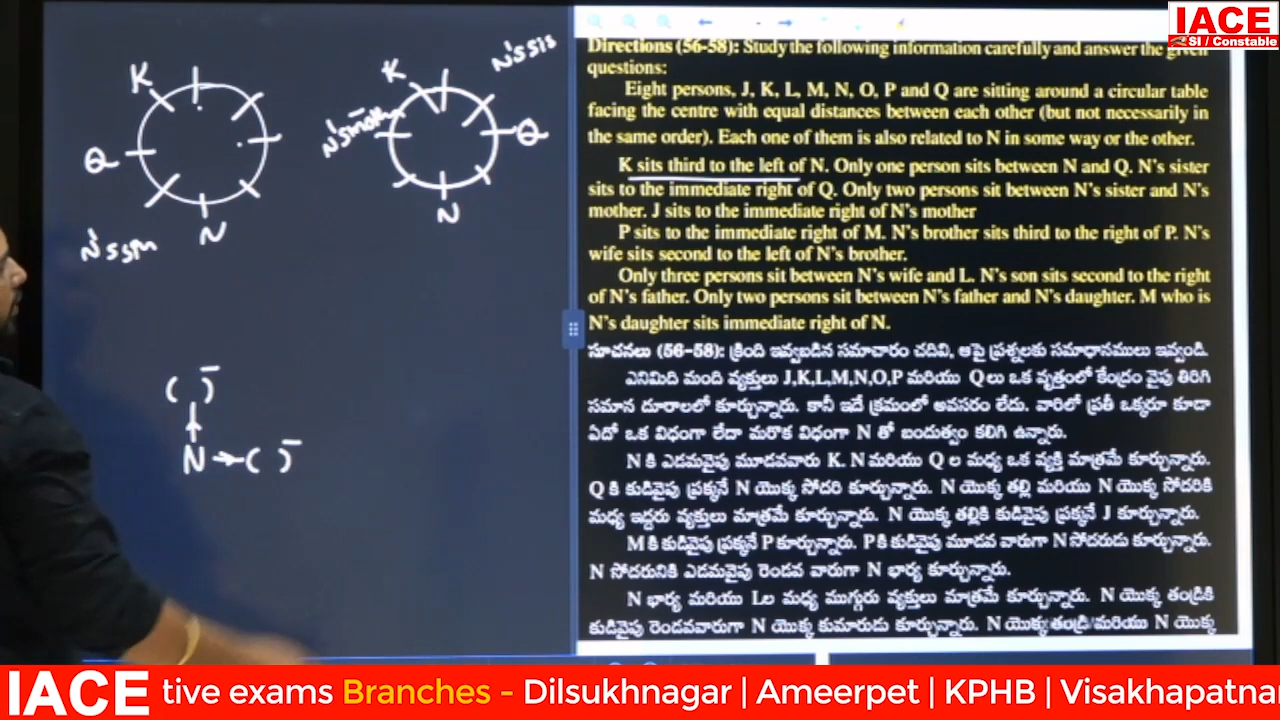 IACE
SI / Constable
K
Q
N
N's sm
K
N's sis
N's moth
Q
N
( ) −
N → ( ) −
Directions (56-58): Study the following information carefully and answer the given
questions:
Eight persons, J, K, L, M, N, O, P and Q are sitting around a circular table
facing the centre with equal distances between each other (but not necessarily in
the same order). Each one of them is also related to N in some way or the other.
K sits third to the left of N. Only one person sits between N and Q. N's sister
sits to the immediate right of Q. Only two persons sit between N's sister and N's
mother. J sits to the immediate right of N's mother
P sits to the immediate right of M. N's brother sits third to the right of P. N's
wife sits second to the left of N's brother.
Only three persons sit between N's wife and L. N's son sits second to the right
of N's father. Only two persons sit between N's father and N's daughter. M who is
N's daughter sits immediate right of N.
సూచనలు (56-58): క్రింది ఇవ్వబడిన సమాచారం చదివి, ఆపై ప్రశ్నలకు సమాధానములు ఇవ్వండి.
ఎనిమిది మంది వ్యక్తులు J,K,L,M,N,O,P మరియు Q లు ఒక వృత్తంలో కేంద్రం వైపు తిరిగి
సమాన దూరాలలో కూర్చున్నారు. కానీ ఇదే క్రమంలో అవసరం లేదు. వారిలో ప్రతీ ఒక్కరూ కూడా
ఏదో ఒక విధంగా లేదా మరొక విధంగా N తో బంధుత్వం కలిగి ఉన్నారు.
N కి ఎడమవైపు మూడవవారు K. N మరియు Q ల మధ్య ఒక వ్యక్తి మాత్రమే కూర్చున్నారు.
Q కి కుడివైపు ప్రక్కనే N యొక్క సోదరి కూర్చున్నారు. N యొక్క తల్లి మరియు N యొక్క సోదరికి
మధ్య ఇద్దరు వ్యక్తులు మాత్రమే కూర్చున్నారు. N యొక్క తల్లికి కుడివైపు ప్రక్కనే J కూర్చున్నారు.
M కి కుడివైపు ప్రక్కనే P కూర్చున్నారు. P కి కుడివైపు మూడవ వారుగా N సోదరుడు కూర్చున్నారు.
N సోదరునికి ఎడమవైపు రెండవ వారుగా N భార్య కూర్చున్నారు.
N భార్య మరియు L ల మధ్య ముగ్గురు వ్యక్తులు మాత్రమే కూర్చున్నారు. N యొక్క తండ్రికి
కుడివైపు రెండవవారుగా N యొక్క కుమారుడు కూర్చున్నారు. N యొక్క తండ్రి మరియు N యొక్క
IACE tive exams Branches - Dilsukhnagar | Ameerpet | KPHB | Visakhapatna